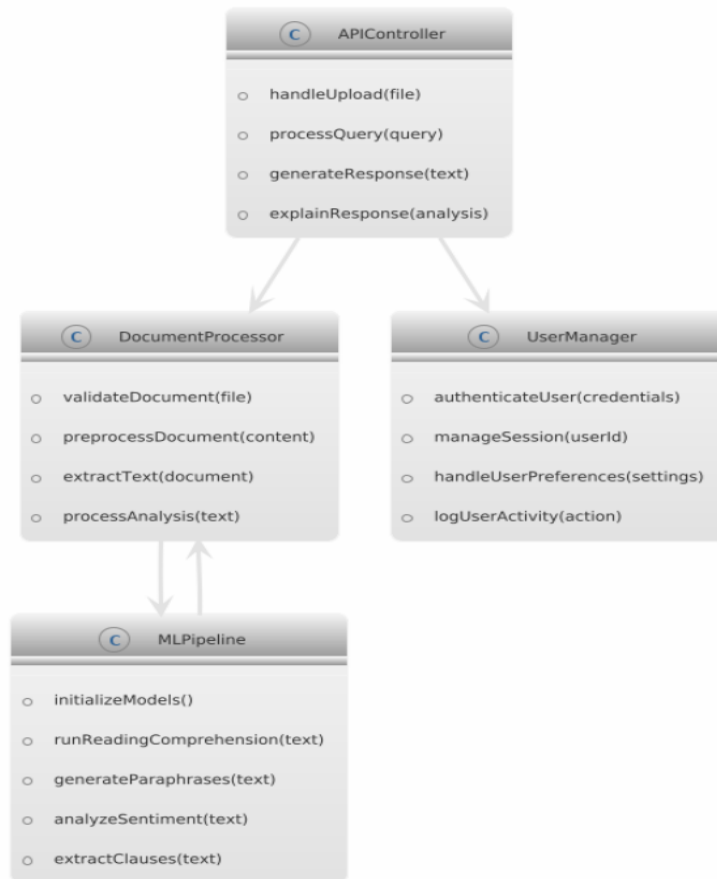 C APIController
handleUpload(file)
processQuery(query)
generateResponse(text)
explainResponse(analysis)
C DocumentProcessor
validateDocument(file)
preprocessDocument(content)
extractText(document)
processAnalysis(text)
C UserManager
authenticateUser(credentials)
manageSession(userId)
handleUserPreferences(settings)
logUserActivity(action)
C MLPipeline
initializeModels()
runReadingComprehension(text)
generateParaphrases(text)
analyzeSentiment(text)
extractClauses(text)